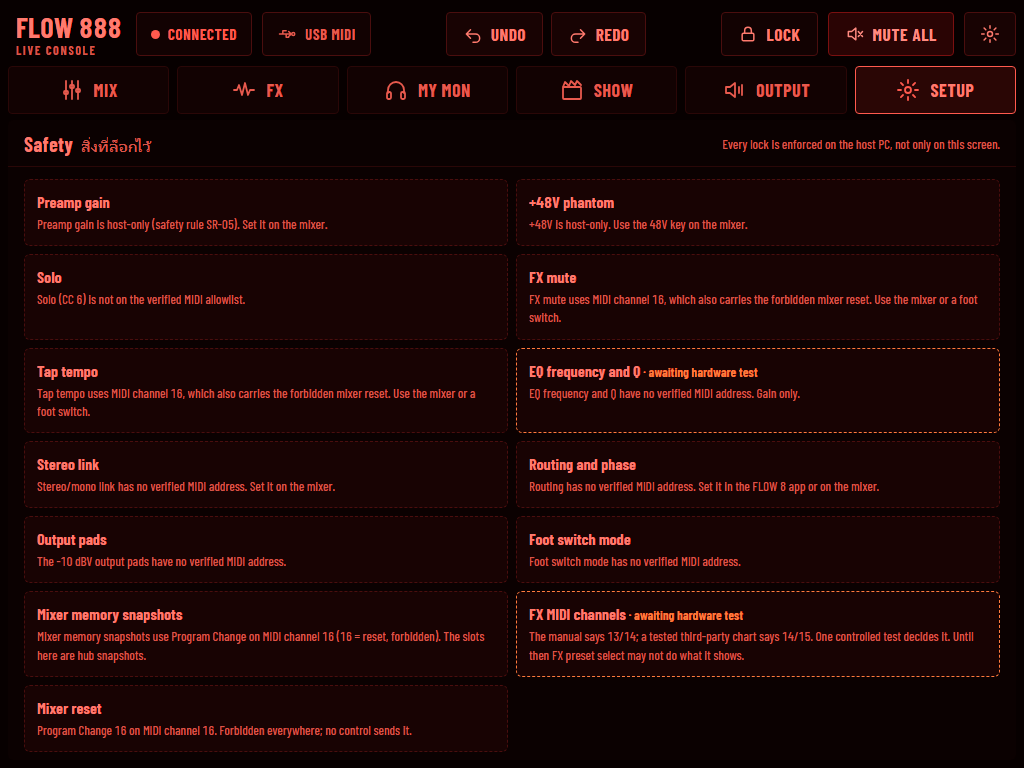 FLOW 888
LIVE CONSOLE
CONNECTED
USB MIDI
UNDO
REDO
LOCK
MUTE ALL
MIX
FX
MY MON
SHOW
OUTPUT
SETUP
Safety สิ่งที่ล็อกไว้
Every lock is enforced on the host PC, not only on this screen.
Preamp gain
Preamp gain is host-only (safety rule SR-05). Set it on the mixer.
+48V phantom
+48V is host-only. Use the 48V key on the mixer.
Solo
Solo (CC 6) is not on the verified MIDI allowlist.
FX mute
FX mute uses MIDI channel 16, which also carries the forbidden mixer reset. Use the mixer or a foot
switch.
Tap tempo
Tap tempo uses MIDI channel 16, which also carries the forbidden mixer reset. Use the mixer or a
foot switch.
EQ frequency and Q · awaiting hardware test
EQ frequency and Q have no verified MIDI address. Gain only.
Stereo link
Stereo/mono link has no verified MIDI address. Set it on the mixer.
Routing and phase
Routing has no verified MIDI address. Set it in the FLOW 8 app or on the mixer.
Output pads
The -10 dBV output pads have no verified MIDI address.
Foot switch mode
Foot switch mode has no verified MIDI address.
Mixer memory snapshots
Mixer memory snapshots use Program Change on MIDI channel 16 (16 = reset, forbidden). The slots
here are hub snapshots.
FX MIDI channels · awaiting hardware test
The manual says 13/14; a tested third-party chart says 14/15. One controlled test decides it. Until
then FX preset select may not do what it shows.
Mixer reset
Program Change 16 on MIDI channel 16. Forbidden everywhere; no control sends it.